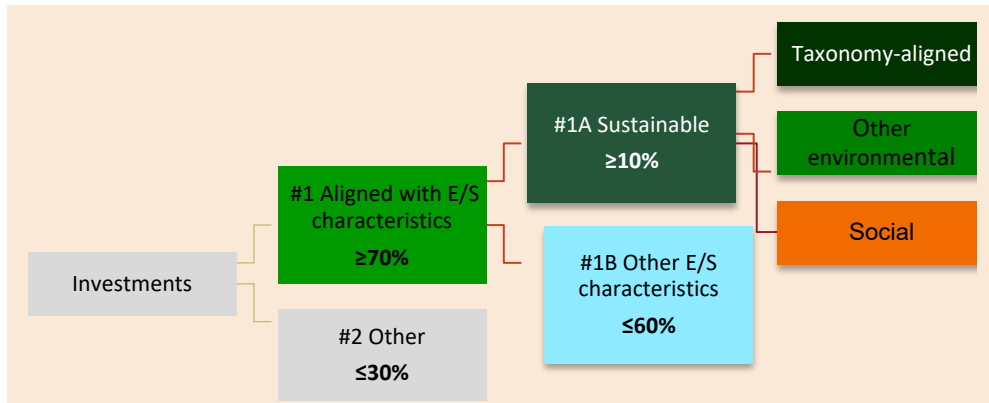 Investments
#1 Aligned with E/S
characteristics
≥70%
#2 Other
≤30%
#1A Sustainable
≥10%
#1B Other E/S
characteristics
≤60%
Taxonomy-aligned
Other
environmental
Social